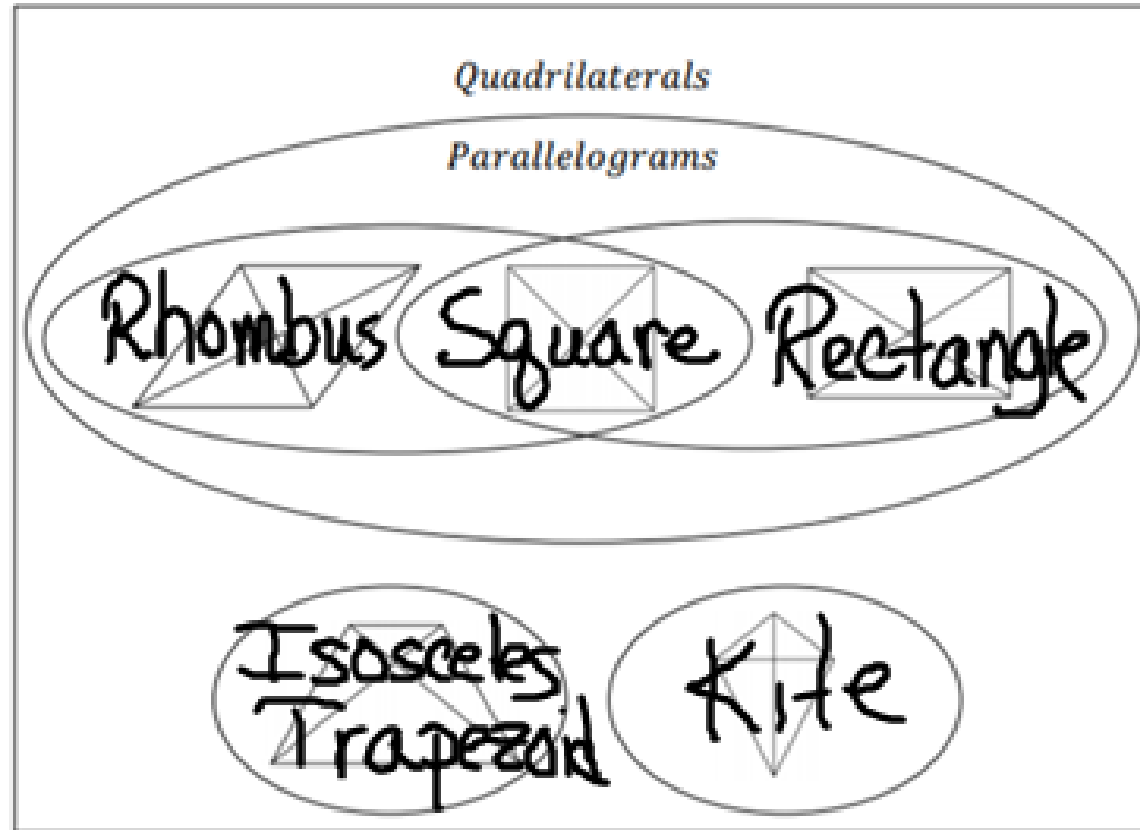 Quadrilaterals
Parallelograms
Rhombus Square Rectangle
Isosceles
Trapezoid
Kite